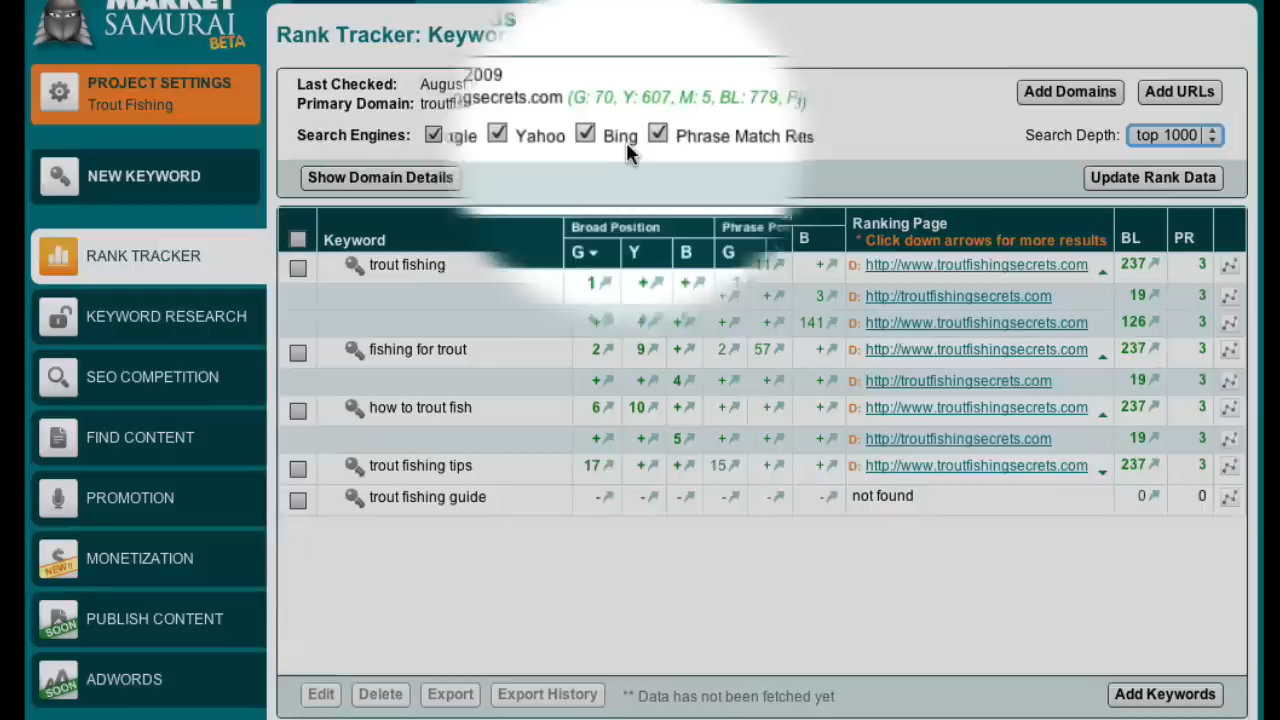 MARKET
SAMURAI
BETA
PROJECT SETTINGS
Trout Fishing
NEW KEYWORD
RANK TRACKER
KEYWORD RESEARCH
SEO COMPETITION
FIND CONTENT
PROMOTION
MONETIZATION
NEW!!
PUBLISH CONTENT
SOON
ADWORDS
SOON
Rank Tracker:
Last Checked: 2009
Primary Domain: (G: 70, Y: 607, M: 5, BL: 779,
Add Domains Add URLs
Search Engines: Yahoo Bing Phrase Match
Search Depth: top 1000
Show Domain Details Update Rank Data
Keyword Broad Position Phrase Ranking Page BL PR
* Click down arrows for more results
G Y B G B
trout fishing + D: http://www.troutfishingsecrets.com 237 3
1 + +
+ + 3 D: http://troutfishingsecrets.com 19 3
+ + + + + 141 D: http://www.troutfishingsecrets.com 126 3
fishing for trout 2 9 + 2 57 + D: http://www.troutfishingsecrets.com 237 3
+ + 4 + + + D: http://troutfishingsecrets.com 19 3
how to trout fish 6 10 + + + + D: http://www.troutfishingsecrets.com 237 3
+ + 5 + + + D: http://troutfishingsecrets.com 19 3
trout fishing tips 17 + + 15 + + D: http://www.troutfishingsecrets.com 237 3
trout fishing guide - - - - - - not found 0 0
Edit Delete Export Export History ** Data has not been fetched yet Add Keywords